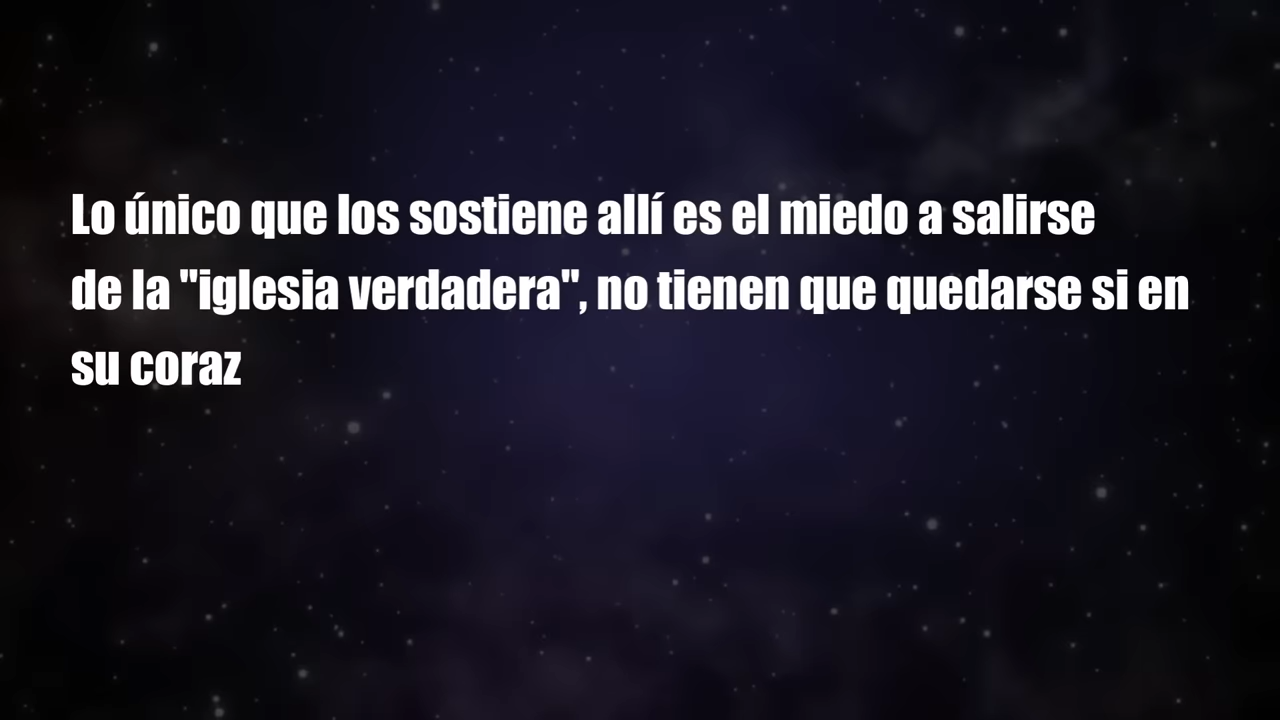 Lo único que los sostiene allí es el miedo a salirse
de la "iglesia verdadera", no tienen que quedarse si en
su coraz